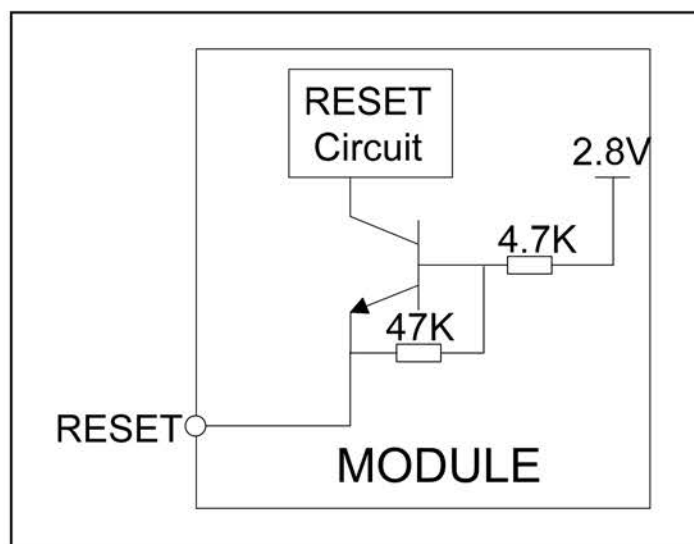 RESET
Circuit
2.8V
4.7K
47K
RESET
MODULE